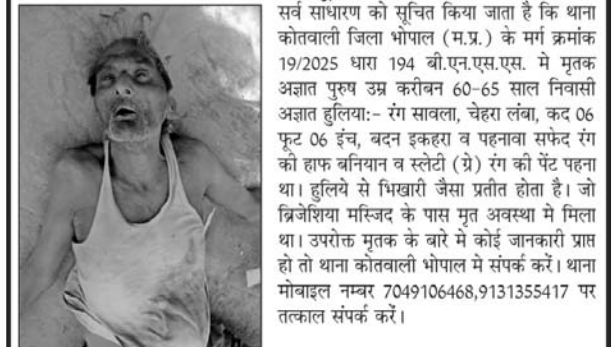 सर्व साधारण को सूचित किया जाता है कि थाना
कोतवाली जिला भोपाल (म.प्र.) के मर्ग क्रमांक
19/2025 धारा 194 बी.एन.एस.एस. मे मृतक
अज्ञात पुरुष उम्र करीबन 60-65 साल निवासी
अज्ञात हुलिया:- रंग सावला, चेहरा लंबा, कद 06
फूट 06 इंच, बदन इकहरा व पहनावा सफेद रंग
की हाफ बनियान व स्लेटी (ग्रे) रंग की पेंट पहना
था। हुलिये से भिखारी जैसा प्रतीत होता है। जो
ब्रिजेशिया मस्जिद के पास मृत अवस्था मे मिला
था। उपरोक्त मृतक के बारे मे कोई जानकारी प्राप्त
हो तो थाना कोतवाली भोपाल मे संपर्क करें। थाना
मोबाइल नम्बर 7049106468,9131355417 पर
तत्काल संपर्क करें।